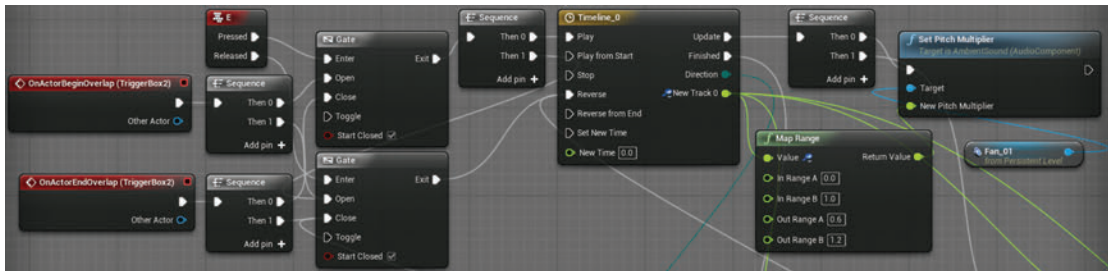 E
Pressed
Released
OnActorBeginOverlap (TriggerBox2)
Other Actor
Sequence
Then 0
Then 1
Add pin +
OnActorEndOverlap (TriggerBox2)
Other Actor
Sequence
Then 0
Then 1
Add pin +
Gate
Enter Exit
Open
Close
Toggle
Start Closed
Gate
Enter Exit
Open
Close
Toggle
Start Closed
Sequence
Then 0
Then 1
Add pin +
Timeline_0
Play Update
Play from Start Finished
Stop Direction
Reverse New Track 0
Reverse from End
Set New Time
New Time 0.0
Sequence
Then 0
Then 1
Add pin +
Map Range
Value Return Value
In Range A 0.0
In Range B 1.0
Out Range A 0.6
Out Range B 1.2
Set Pitch Multiplier
Target is AmbientSound (AudioComponent)
Target
New Pitch Multiplier
Fan_01
from Persistent Level